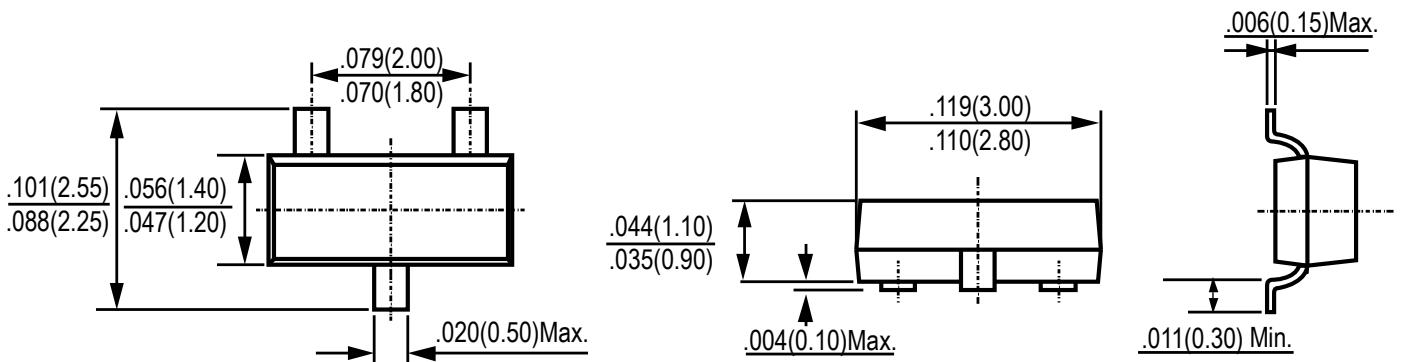 .079(2.00)
.070(1.80)
.101(2.55)
.088(2.25)
.056(1.40)
.047(1.20)
.020(0.50)Max.
.119(3.00)
.110(2.80)
.044(1.10)
.035(0.90)
.004(0.10)Max.
.006(0.15)Max.
.011(0.30) Min.